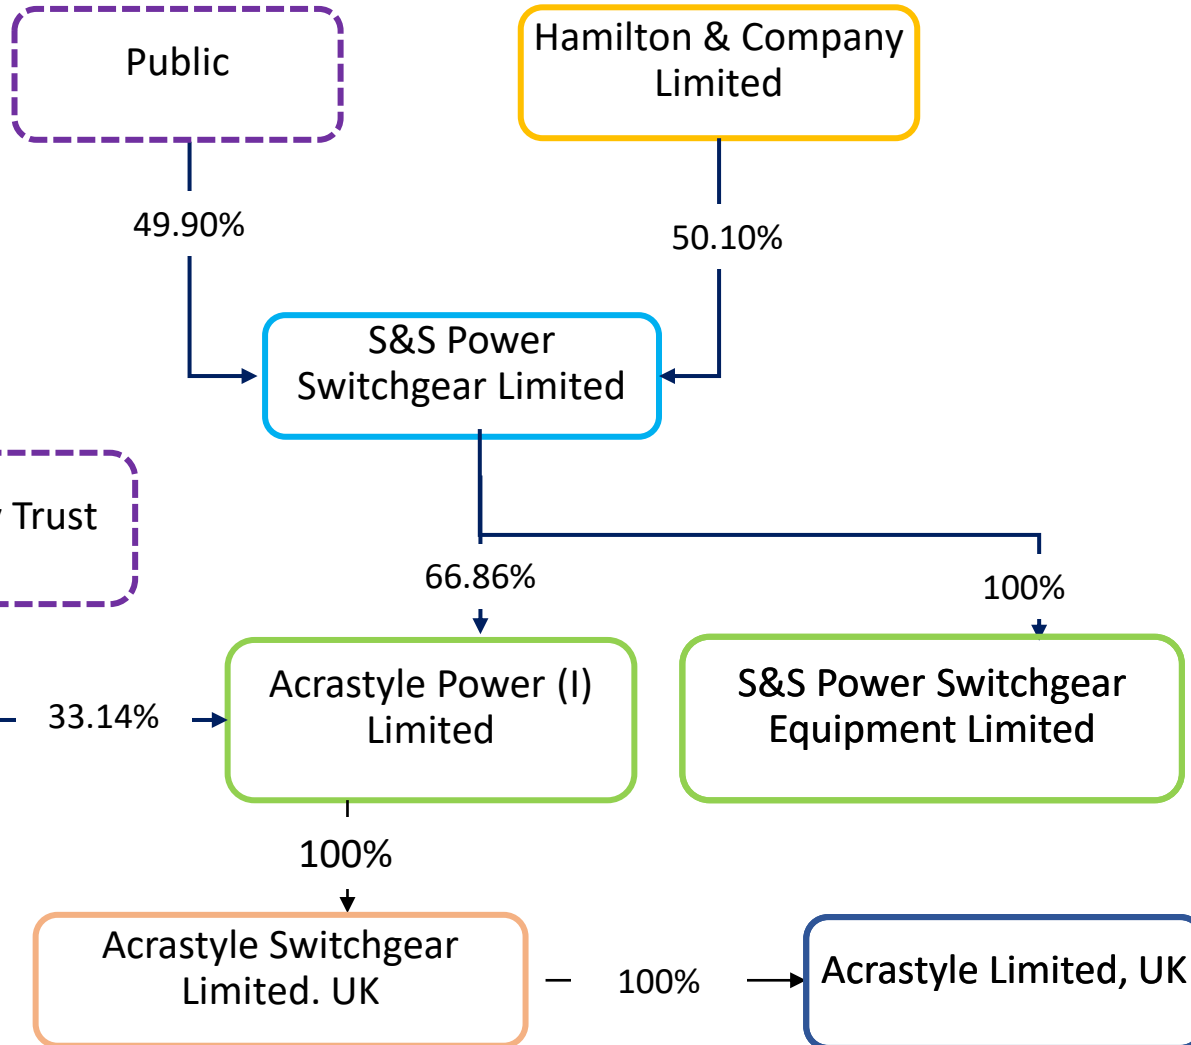 Public
Hamilton & Company
Limited
49.90%
50.10%
S&S Power
Switchgear Limited
Trust
66.86%
100%
Acrastyle Power (I)
Limited
S&S Power Switchgear
Equipment Limited
33.14%
100%
Acrastyle Switchgear
Limited. UK
100%
Acrastyle Limited, UK